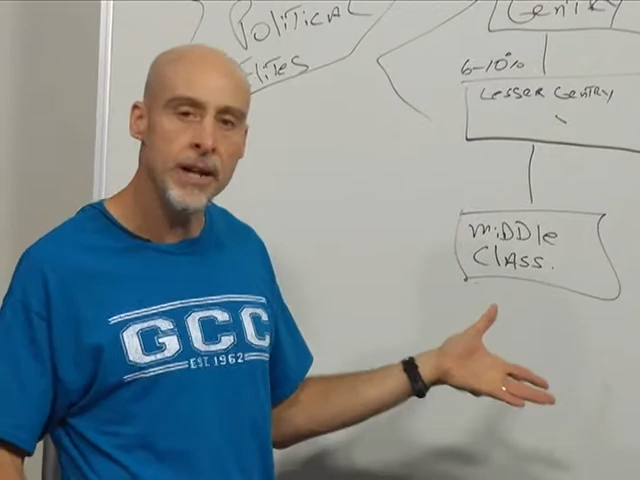 POLITICAL
ELITES
GENTRY
6-10%
LESSER GENTRY
MIDDLE
CLASS.
GCC
EST. 1962